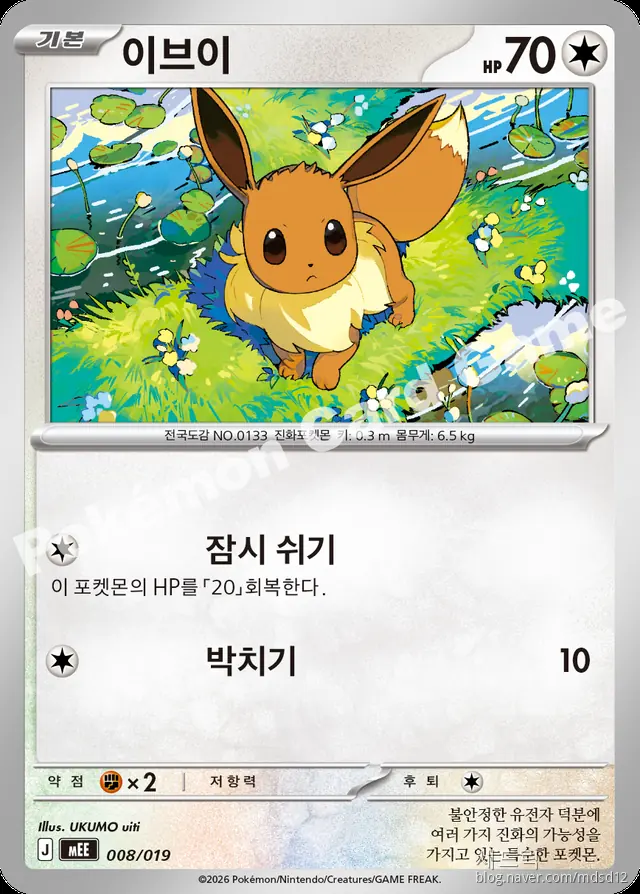 기본 이브이 HP 70
전국도감 NO.0133 진화포켓몬 키: 0.3 m 몸무게: 6.5 kg
Pokémon Card Game
잠시 쉬기
이 포켓몬의 HP를 「20」 회복한다.
박치기 10
약점 ×2 저항력 후퇴
Illus. UKUMO uiti
불안정한 유전자 덕분에
여러 가지 진화의 가능성을
가지고 있는 특수한 포켓몬.
J MEE 008/019
©2026 Pokémon/Nintendo/Creatures/GAME FREAK.
blog.naver.com/mdsd12